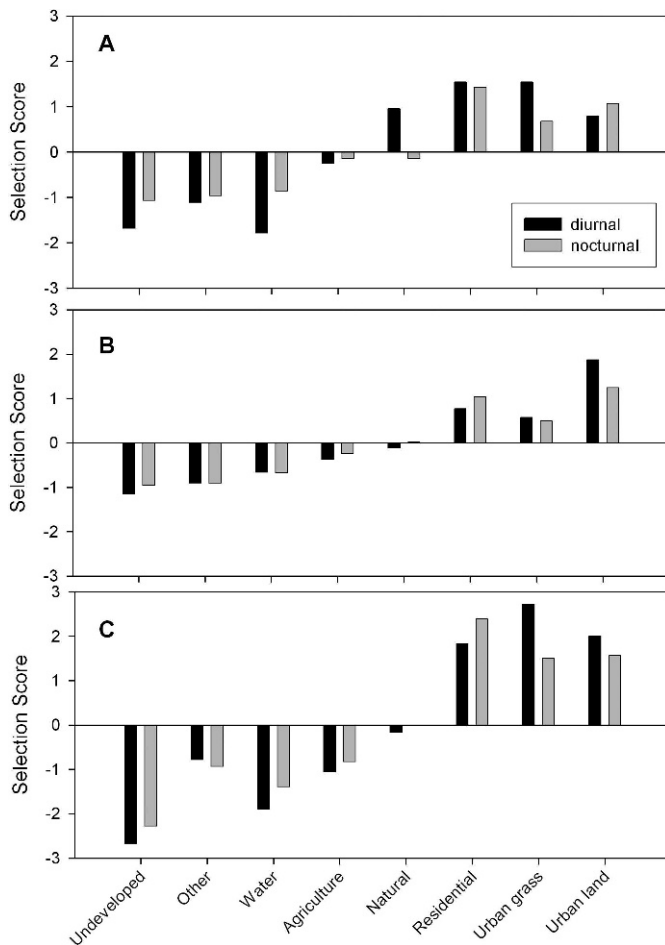 3
2
A
1
0
-1
-2
-3
Selection Score
diurnal
nocturnal
3
2
B
1
0
-1
-2
-3
Selection Score
3
2
C
1
0
-1
-2
-3
Selection Score
Undeveloped
Other
Water
Agriculture
Natural
Residential
Urban grass
Urban land